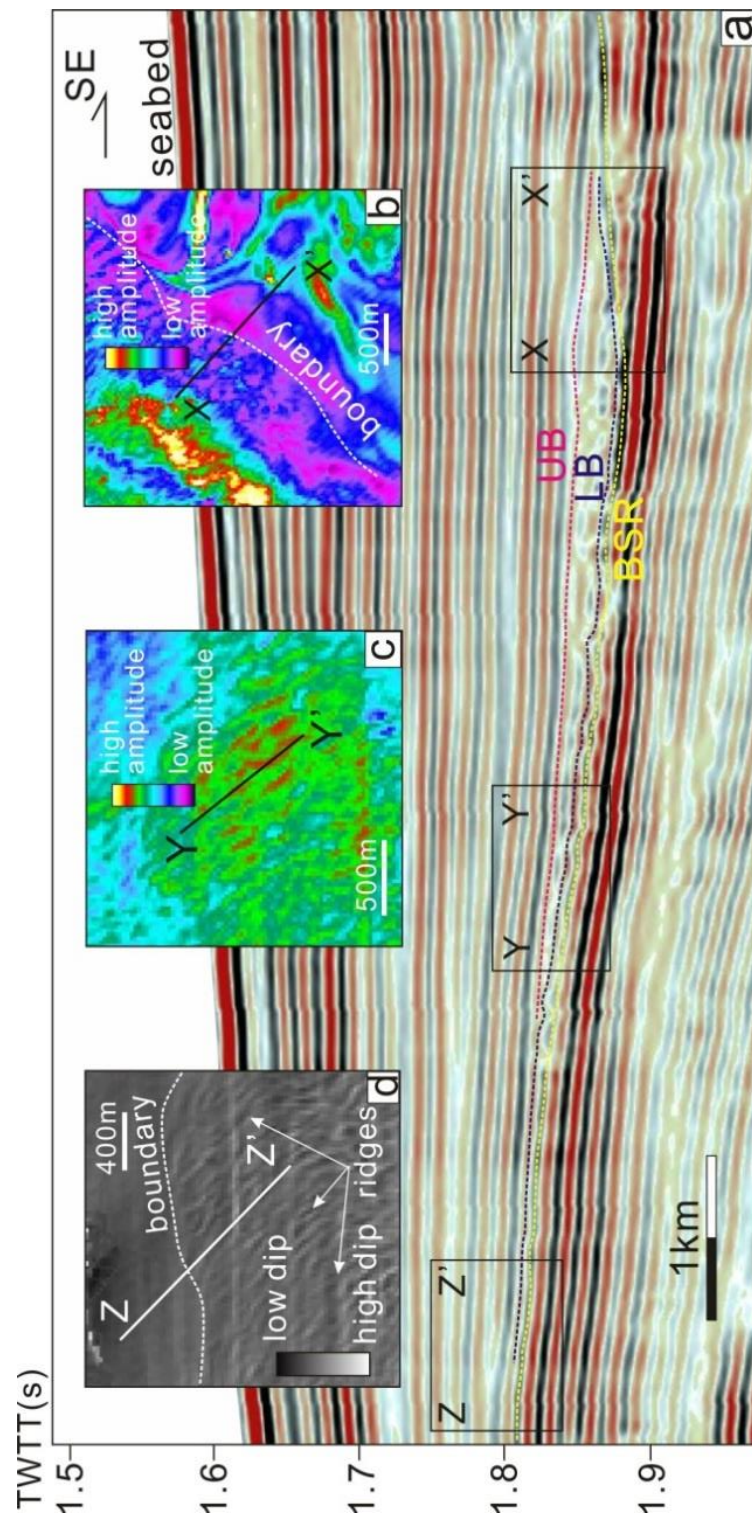 TWTT(s)
1.5
1.6
1.7
1.8
1.9
SE
seabed
Z
Z'
boundary
400m
low dip
high dip
ridges
d
high
amplitude
low
amplitude
Y
Y'
500m
c
high
amplitude
low
amplitude
X
X'
boundary
500m
b
Z
Z'
Y
Y'
X
X'
UB
LB
BSR
1km
a